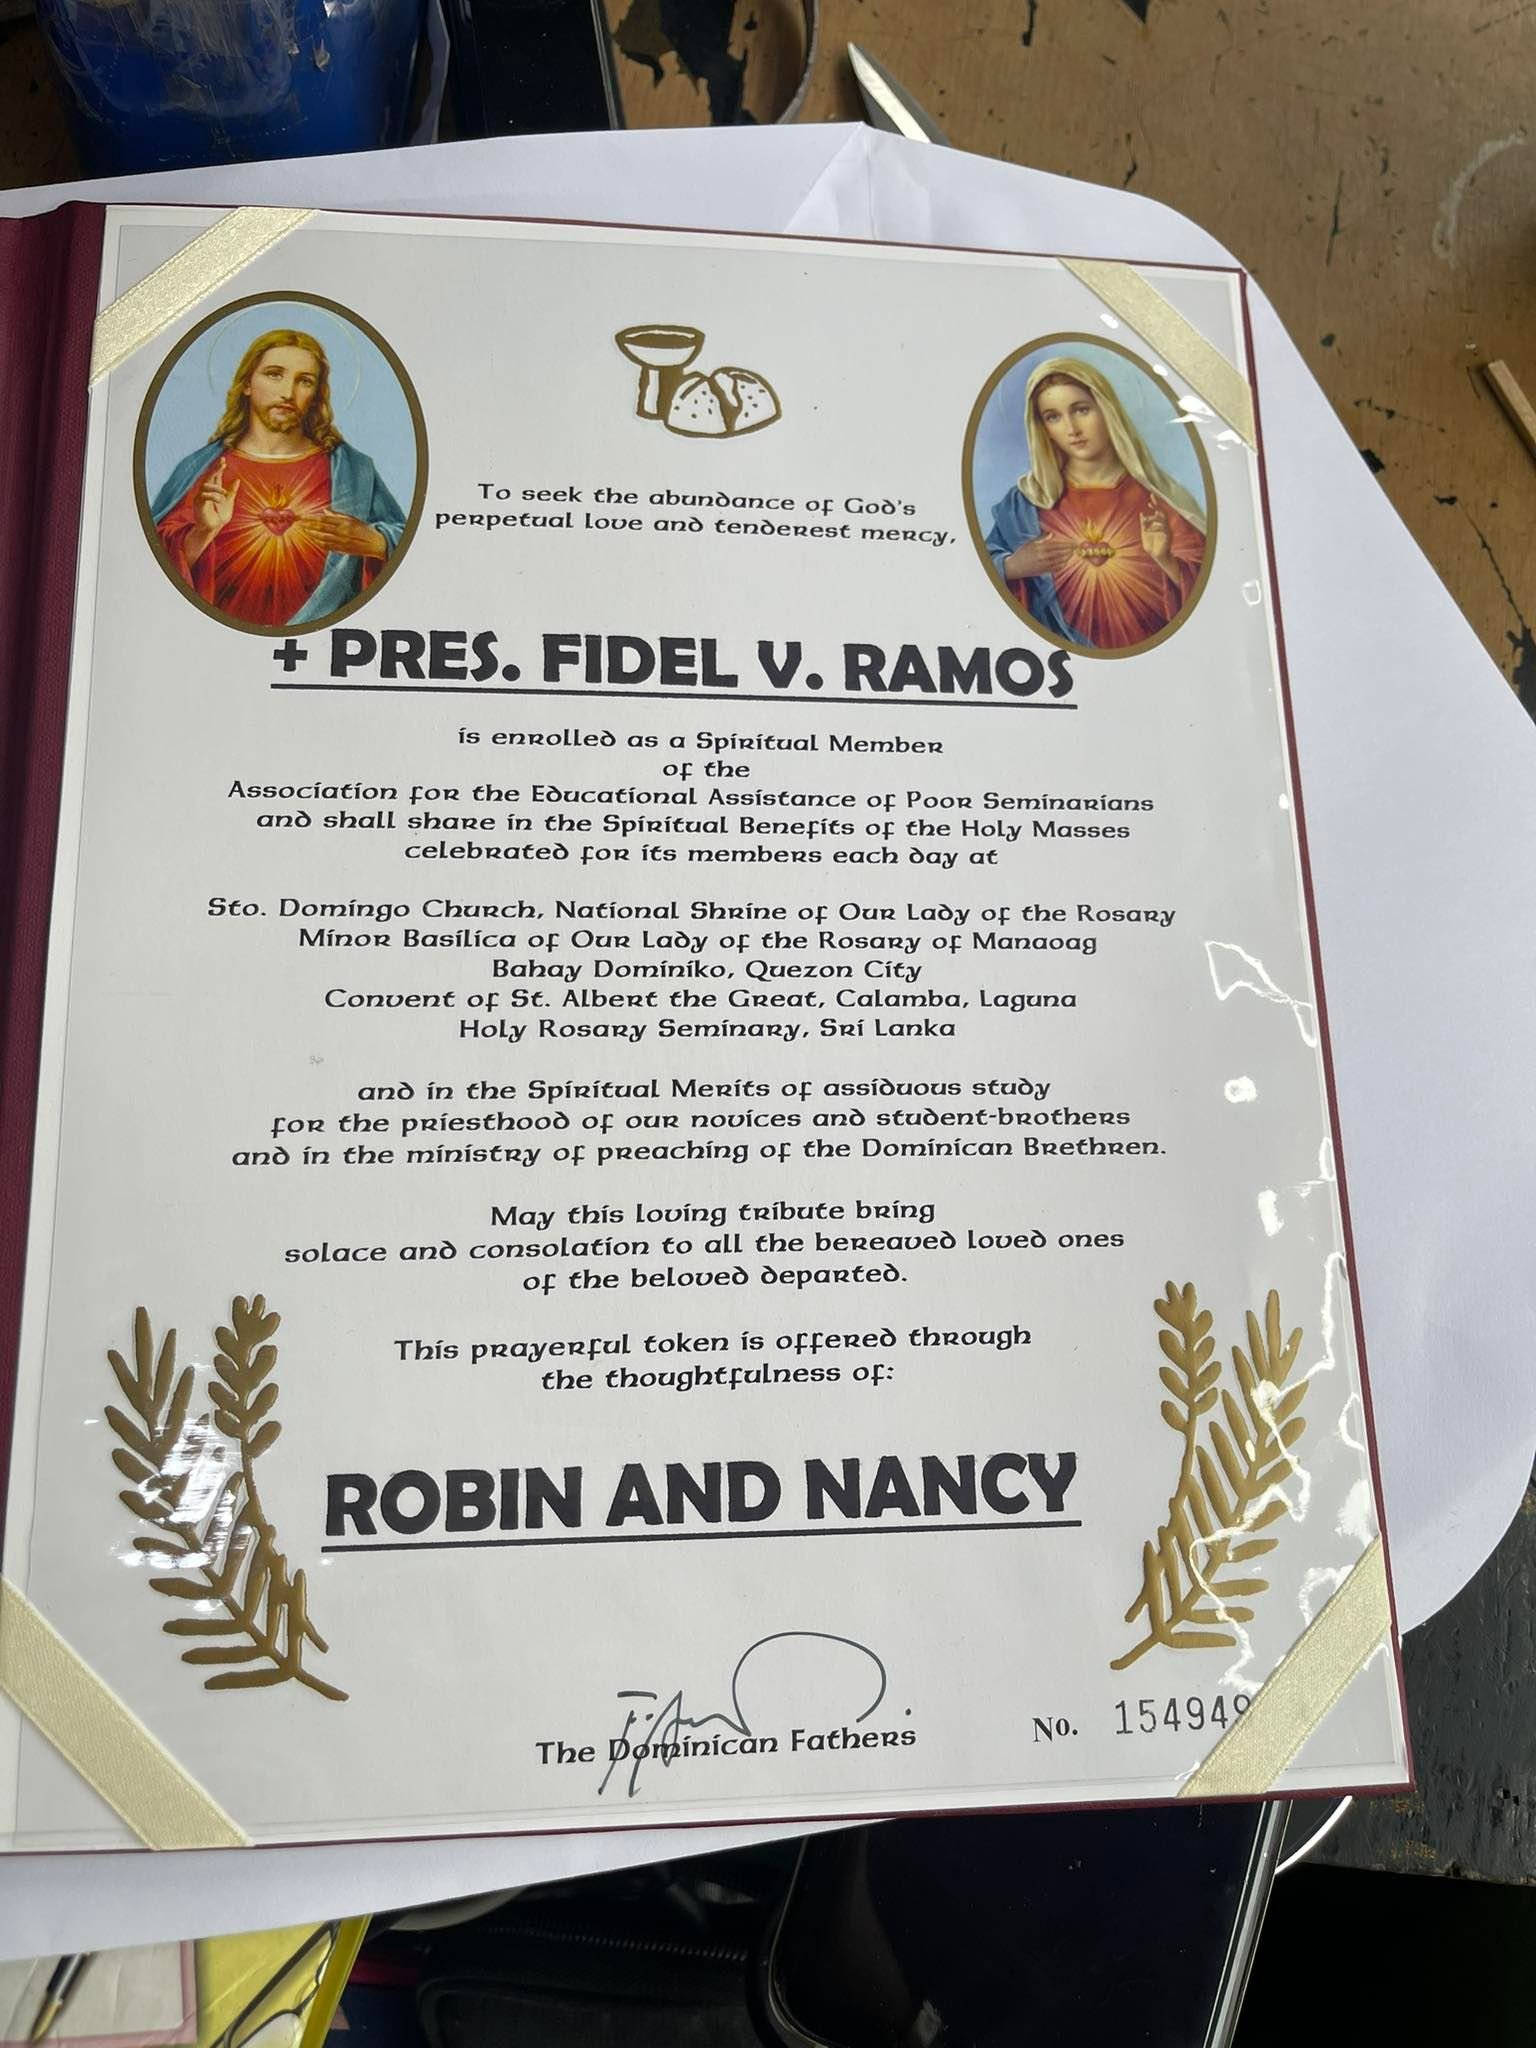 To seek the abundance of God's
perpetual love and tenderest mercy,
+ PRES. FIDEL V. RAMOS
is enrolled as a Spiritual Member
of the
Association for the Educational Assistance of Poor Seminarians
and shall share in the Spiritual Benefits of the Holy Masses
celebrated for its members each day at
Sto. Domingo Church, National Shrine of Our Lady of the Rosary
Minor Basilica of Our Lady of the Rosary of Manaoag
Bahay Dominiko, Quezon City
Convent of St. Albert the Great, Calamba, Laguna
Holy Rosary Seminary, Sri Lanka
and in the Spiritual Merits of assiduous study
for the priesthood of our novices and student-brothers
and in the ministry of preaching of the Dominican Brethren.
May this loving tribute bring
solace and consolation to all the bereaved loved ones
of the beloved departed.
This prayerful token is offered through
the thoughtfulness of:
ROBIN AND NANCY
The Dominican Fathers
No. 154949